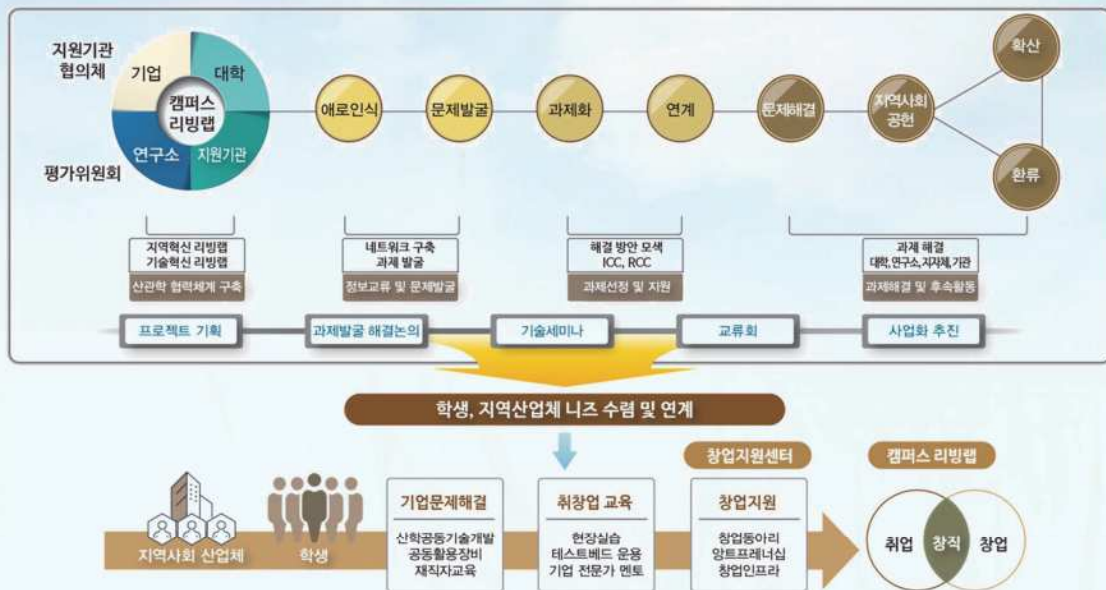 지원기관
협의체
기업
대학
캠퍼스
리빙랩
연구소
지원기관
평가위원회
애로인식
문제발굴
과제화
연계
문제해결
지역사회
공헌
확산
환류
지역혁신 리빙랩
기술혁신 리빙랩
산관학 협력체계 구축
네트워크 구축
과제 발굴
정보교류 및 문제발굴
해결 방안 모색
ICC, RCC
과제선정 및 지원
과제 해결
대학,연구소,지자체,기관
과제해결 및 후속활동
프로젝트 기획
과제발굴 해결논의
기술세미나
교류회
사업화 추진
학생, 지역산업체 니즈 수렴 및 연계
창업지원센터
캠퍼스 리빙랩
지역사회 산업체
학생
기업문제해결
산학공동기술개발
공동활용장비
재직자교육
취창업 교육
현장실습
테스트베드 운용
기업 전문가 멘토
창업지원
창업동아리
앙트프레너십
창업인프라
취업
창직
창업